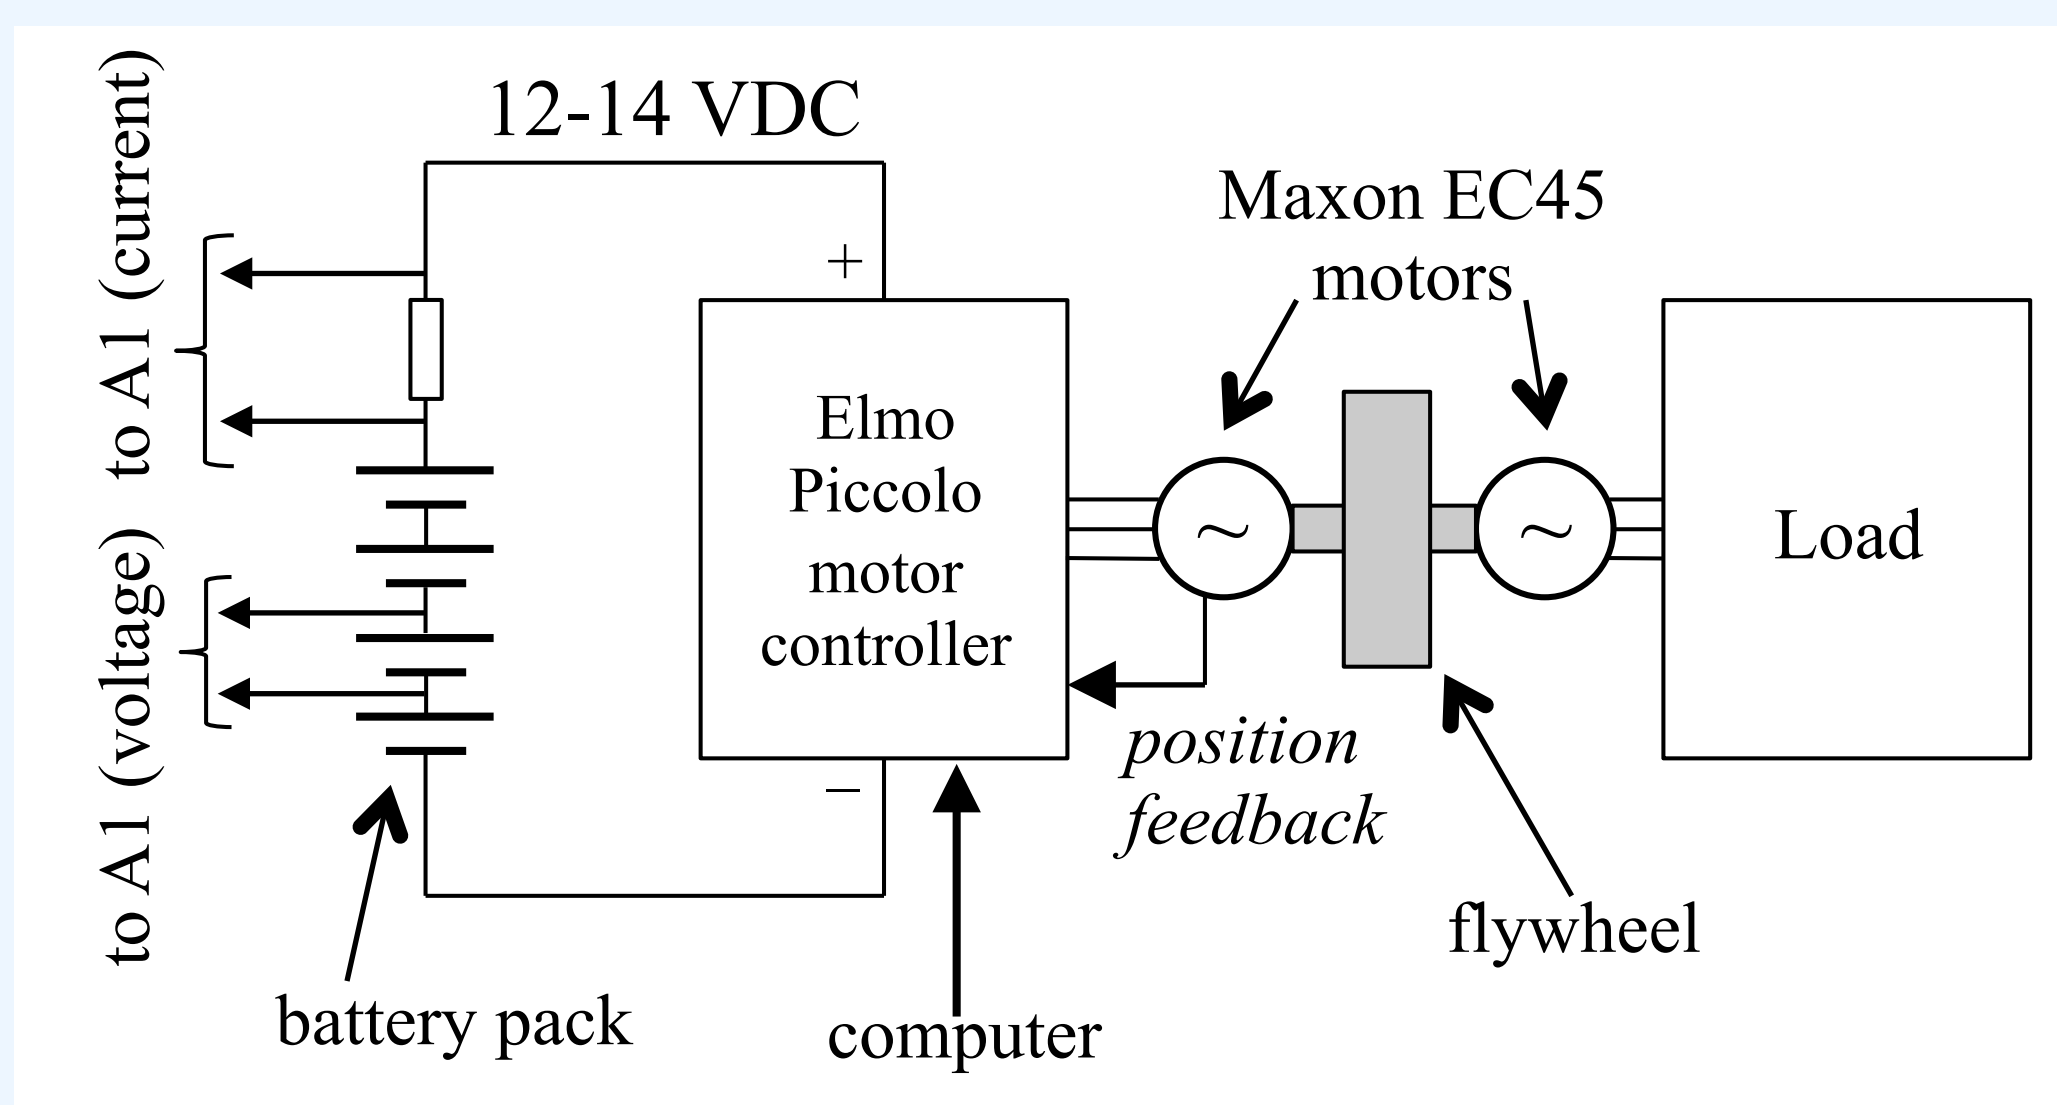 12-14 VDC
to A1 (current)
to A1 (voltage)
+
Elmo
Piccolo
motor
controller
–
Maxon EC45
motors
~
~
Load
position
feedback
flywheel
battery pack
computer